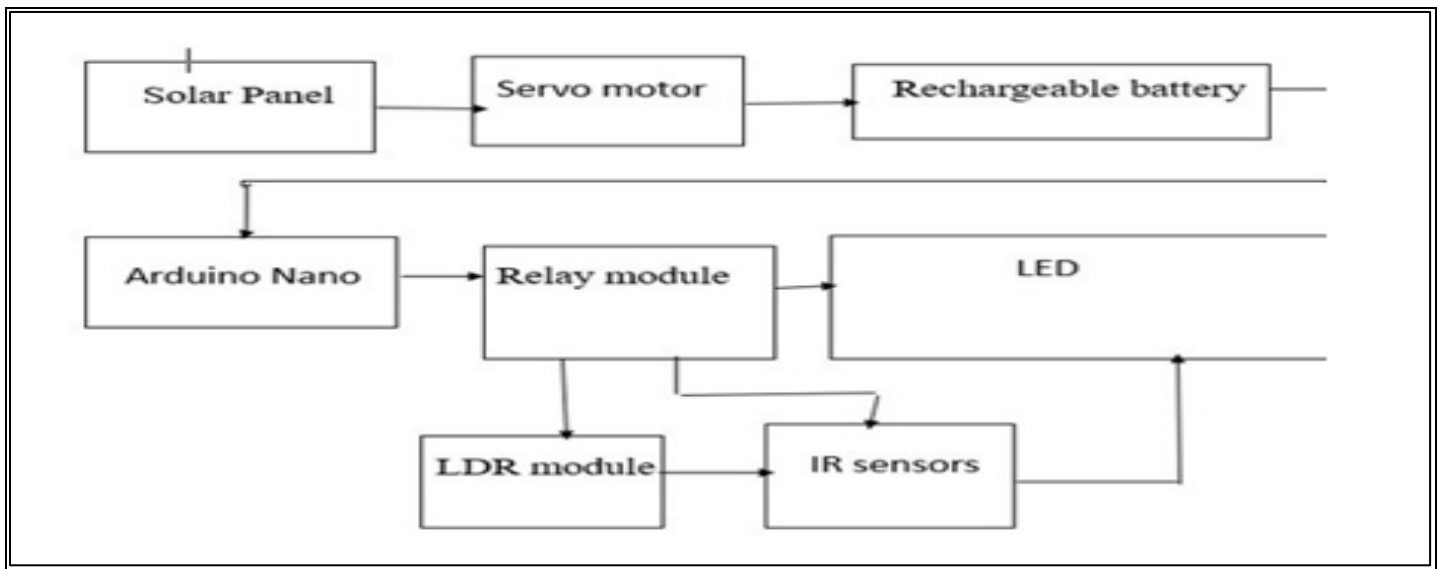 Solar Panel
Servo motor
Rechargeable battery
Arduino Nano
Relay module
LED
LDR module
IR sensors